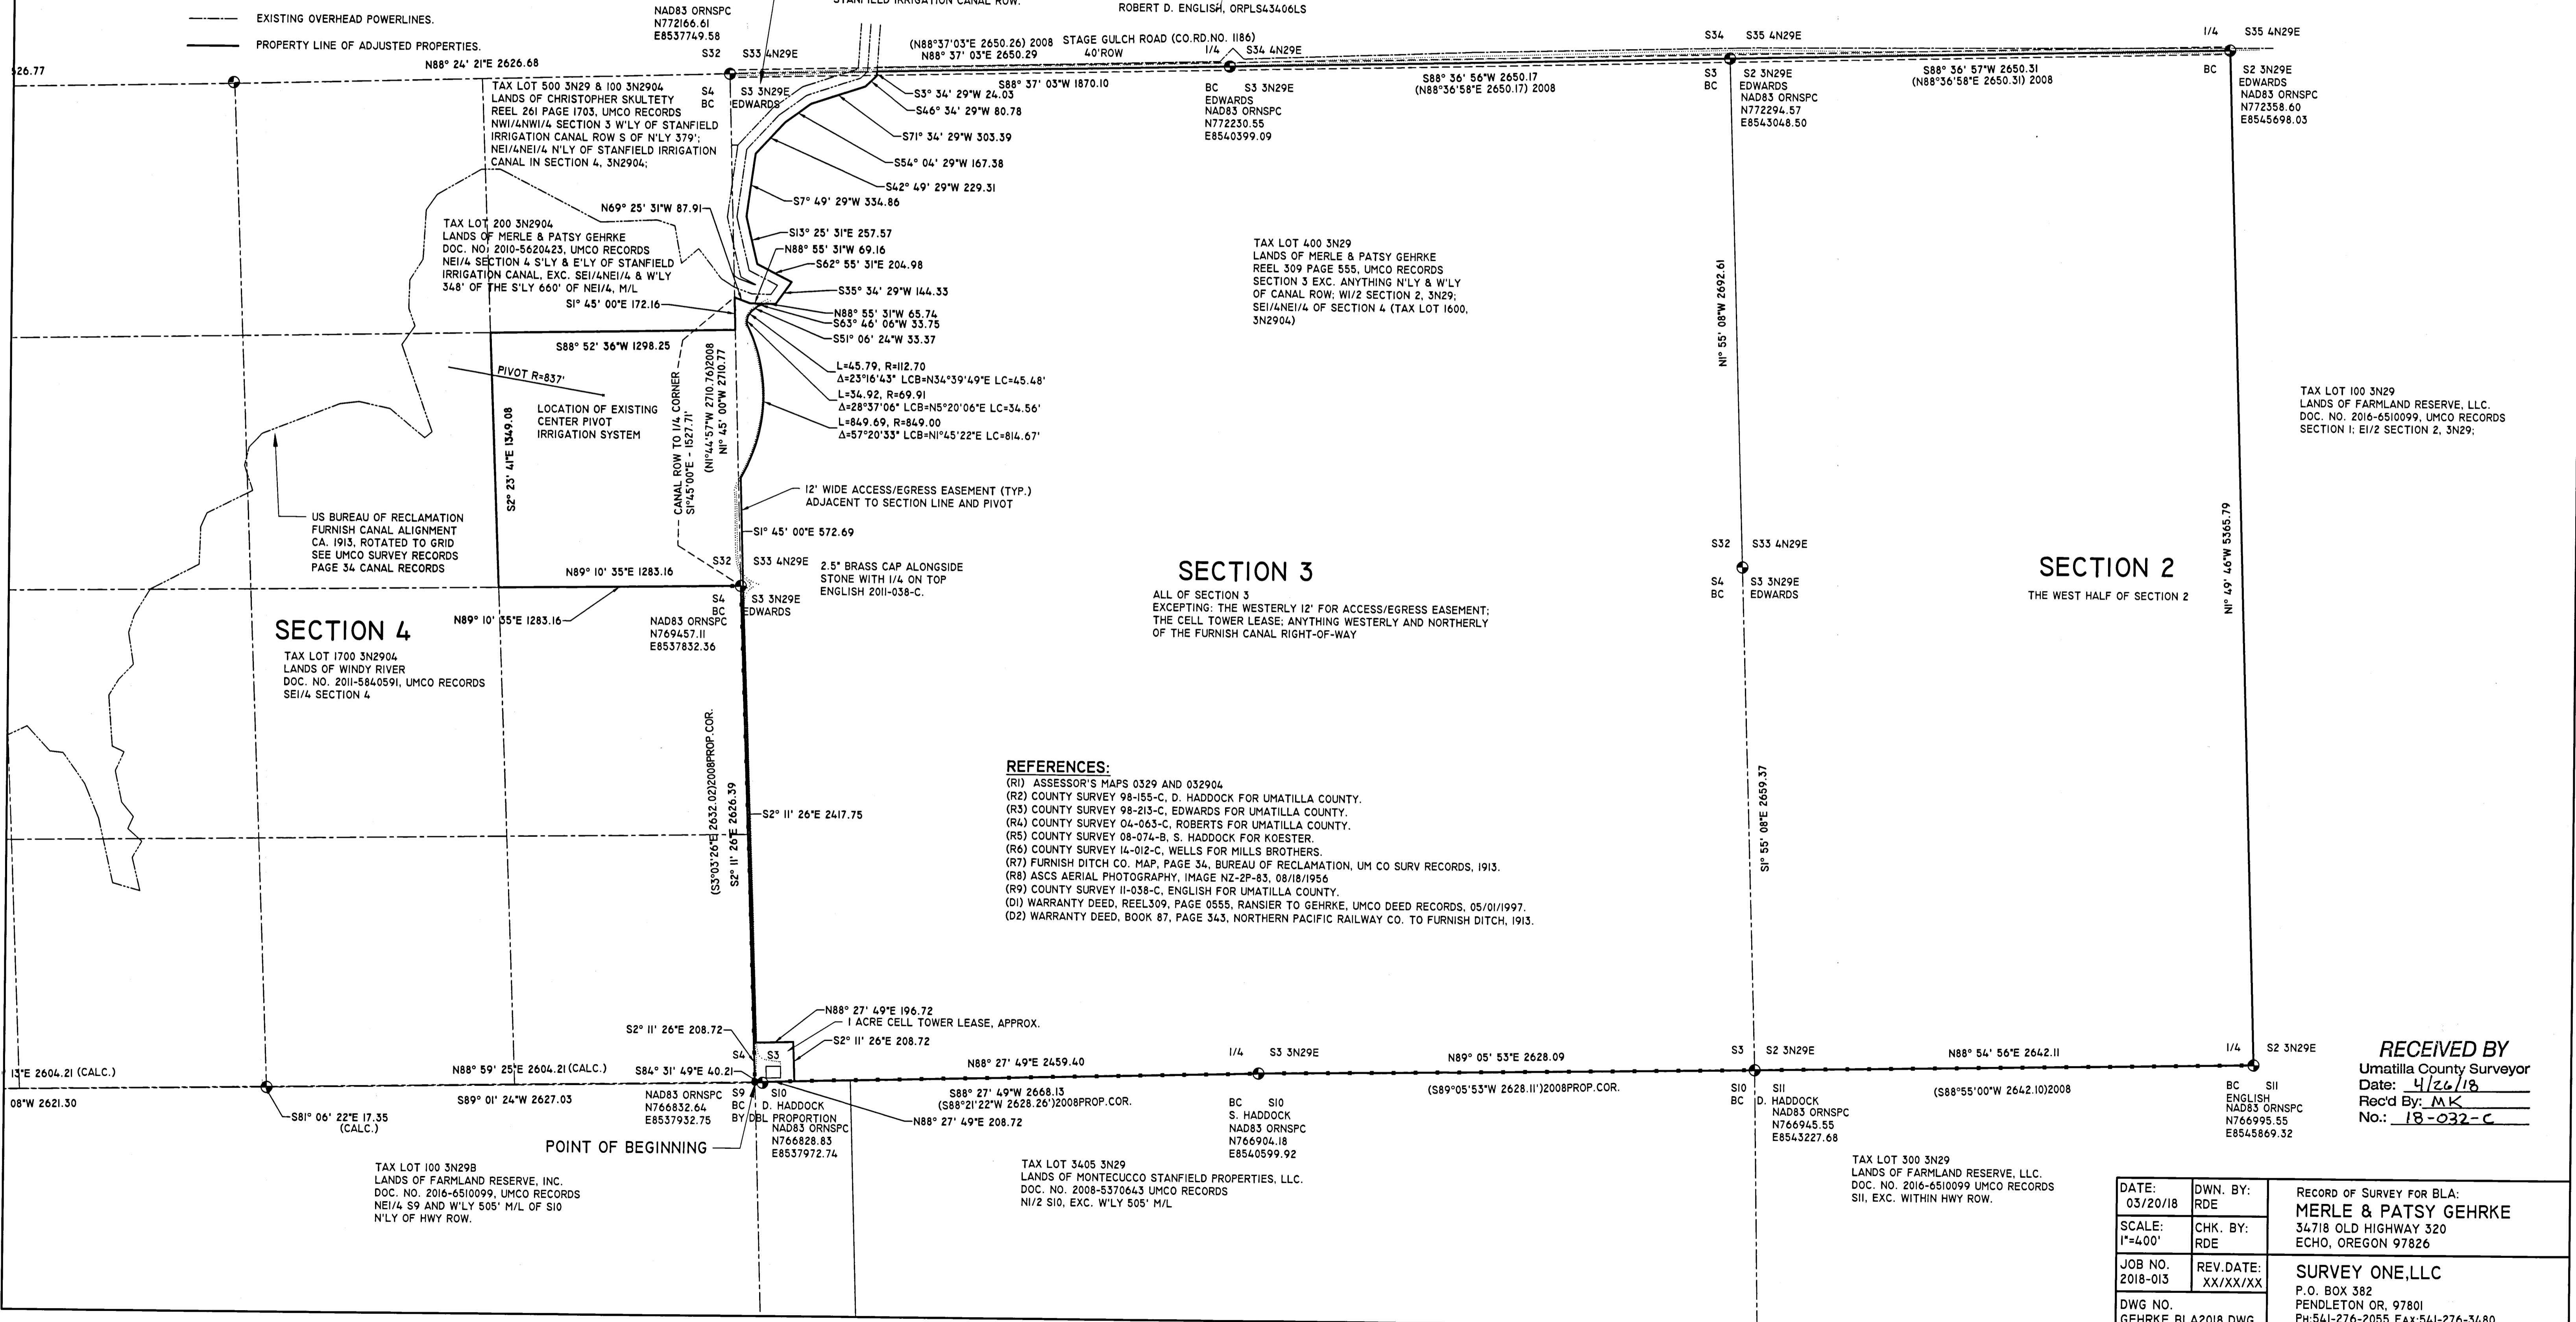 EXISTING OVERHEAD POWERLINES.
PROPERTY LINE OF ADJUSTED PROPERTIES.
NAD83 ORNSPC
N772166.61
E8537749.58
STANFIELD IRRIGATION CANAL ROW.
ROBERT D. ENGLISH, ORPLS43406LS
S32 S33 4N29E
(N88°37'03"E 2650.26) 2008
N88° 37' 03"E 2650.29
STAGE GULCH ROAD (CO.RD.NO. 1186)
40'ROW
1/4 S34 4N29E
S34 S35 4N29E
1/4 S35 4N29E
526.77
N88° 24' 21"E 2626.68
S4 S3 3N29E
BC EDWARDS
S88° 37' 03"W 1870.10
BC S3 3N29E
EDWARDS
NAD83 ORNSPC
N772230.55
E8540399.09
S88° 36' 56"W 2650.17
(N88°36'58"E 2650.17) 2008
S3 S2 3N29E
BC EDWARDS
NAD83 ORNSPC
N772294.57
E8543048.50
S88° 36' 57"W 2650.31
(N88°36'58"E 2650.31) 2008
BC S2 3N29E
EDWARDS
NAD83 ORNSPC
N772358.60
E8545698.03
TAX LOT 500 3N29 & 100 3N2904
LANDS OF CHRISTOPHER SKULTETY
REEL 261 PAGE 1703, UMCO RECORDS
NW1/4NW1/4 SECTION 3 W'LY OF STANFIELD
IRRIGATION CANAL ROW S OF N'LY 379';
NE1/4NE1/4 N'LY OF STANFIELD IRRIGATION
CANAL IN SECTION 4, 3N2904;
S3° 34' 29"W 24.03
S46° 34' 29"W 80.78
S71° 34' 29"W 303.39
S54° 04' 29"W 167.38
S42° 49' 29"W 229.31
S7° 49' 29"W 334.86
N69° 25' 31"W 87.91
S13° 25' 31"E 257.57
N88° 55' 31"W 69.16
S62° 55' 31"E 204.98
S35° 34' 29"W 144.33
TAX LOT 200 3N2904
LANDS OF MERLE & PATSY GEHRKE
DOC. NO. 2010-5620423, UMCO RECORDS
NE1/4 SECTION 4 S'LY & E'LY OF STANFIELD
IRRIGATION CANAL, EXC. SE1/4NE1/4 & W'LY
348' OF THE S'LY 660' OF NE1/4, M/L
S1° 45' 00"E 172.16
N88° 55' 31"W 65.74
S63° 46' 06"W 33.75
S51° 06' 24"W 33.37
TAX LOT 400 3N29
LANDS OF MERLE & PATSY GEHRKE
REEL 309 PAGE 555, UMCO RECORDS
SECTION 3 EXC. ANYTHING N'LY & W'LY
OF CANAL ROW; W1/2 SECTION 2, 3N29;
SE1/4NE1/4 OF SECTION 4 (TAX LOT 1600,
3N2904)
N1° 55' 08"W 2692.61
S88° 52' 36"W 1298.25
PIVOT R=837'
LOCATION OF EXISTING
CENTER PIVOT
IRRIGATION SYSTEM
S2° 23' 41"E 1349.08
CANAL ROW TO 1/4 CORNER
S1°45'00"E - 1527.71'
(N1°44'57"W 2710.76)2008
N1° 45' 00"W 2710.77
L=45.79, R=112.70
Δ=23°16'43" LCB=N34°39'49"E LC=45.48'
L=34.92, R=69.91
Δ=28°37'06" LCB=N5°20'06"E LC=34.56'
L=849.69, R=849.00
Δ=57°20'33" LCB=N1°45'22"E LC=814.67'
TAX LOT 100 3N29
LANDS OF FARMLAND RESERVE, LLC.
DOC. NO. 2016-6510099, UMCO RECORDS
SECTION 1; E1/2 SECTION 2, 3N29;
12' WIDE ACCESS/EGRESS EASEMENT (TYP.)
ADJACENT TO SECTION LINE AND PIVOT
US BUREAU OF RECLAMATION
FURNISH CANAL ALIGNMENT
CA. 1913, ROTATED TO GRID
SEE UMCO SURVEY RECORDS
PAGE 34 CANAL RECORDS
S1° 45' 00"E 572.69
N1° 49' 46"W 5365.79
N89° 10' 35"E 1283.16
S32 S33 4N29E
2.5" BRASS CAP ALONGSIDE
STONE WITH 1/4 ON TOP
ENGLISH 2011-038-C.
S4 S3 3N29E
BC EDWARDS
NAD83 ORNSPC
N769457.11
E8537832.36
N89° 10' 35"E 1283.16
SECTION 3
ALL OF SECTION 3
EXCEPTING: THE WESTERLY 12' FOR ACCESS/EGRESS EASEMENT;
THE CELL TOWER LEASE; ANYTHING WESTERLY AND NORTHERLY
OF THE FURNISH CANAL RIGHT-OF-WAY
S32 S33 4N29E
S4 S3 3N29E
BC EDWARDS
SECTION 2
THE WEST HALF OF SECTION 2
SECTION 4
TAX LOT 1700 3N2904
LANDS OF WINDY RIVER
DOC. NO. 2011-5840591, UMCO RECORDS
SE1/4 SECTION 4
(S3°03'26"E 2632.02)2008PROP.COR.
S2° 11' 26"E 2626.39
S2° 11' 26"E 2417.75
S1° 55' 08"E 2659.37
REFERENCES:
(R1) ASSESSOR'S MAPS 0329 AND 032904
(R2) COUNTY SURVEY 98-155-C, D. HADDOCK FOR UMATILLA COUNTY.
(R3) COUNTY SURVEY 98-213-C, EDWARDS FOR UMATILLA COUNTY.
(R4) COUNTY SURVEY 04-063-C, ROBERTS FOR UMATILLA COUNTY.
(R5) COUNTY SURVEY 08-074-B, S. HADDOCK FOR KOESTER.
(R6) COUNTY SURVEY 14-012-C, WELLS FOR MILLS BROTHERS.
(R7) FURNISH DITCH CO. MAP, PAGE 34, BUREAU OF RECLAMATION, UM CO SURV RECORDS, 1913.
(R8) ASCS AERIAL PHOTOGRAPHY, IMAGE NZ-2P-83, 08/18/1956
(R9) COUNTY SURVEY 11-038-C, ENGLISH FOR UMATILLA COUNTY.
(D1) WARRANTY DEED, REEL309, PAGE 0555, RANSIER TO GEHRKE, UMCO DEED RECORDS, 05/01/1997.
(D2) WARRANTY DEED, BOOK 87, PAGE 343, NORTHERN PACIFIC RAILWAY CO. TO FURNISH DITCH, 1913.
N88° 27' 49"E 196.72
1 ACRE CELL TOWER LEASE, APPROX.
S2° 11' 26"E 208.72
S2° 11' 26"E 208.72
S4 S3
13"E 2604.21 (CALC.)
N88° 59' 25"E 2604.21 (CALC.)
S84° 31' 49"E 40.21
N88° 27' 49"E 2459.40
1/4 S3 3N29E
N89° 05' 53"E 2628.09
S3 S2 3N29E
N88° 54' 56"E 2642.11
1/4 S2 3N29E
08"W 2621.30
S81° 06' 22"E 17.35
(CALC.)
S89° 01' 24"W 2627.03
NAD83 ORNSPC
N766832.64
E8537932.75
S9 S10
BC D. HADDOCK
BY DBL PROPORTION
NAD83 ORNSPC
N766828.83
E8537972.74
S88° 27' 49"W 2668.13
(S88°21'22"W 2628.26')2008PROP.COR.
N88° 27' 49"E 208.72
BC S10
S. HADDOCK
NAD83 ORNSPC
N766904.18
E8540599.92
(S89°05'53"W 2628.11')2008PROP.COR.
S10 S11
BC D. HADDOCK
NAD83 ORNSPC
N766945.55
E8543227.68
(S88°55'00"W 2642.10)2008
BC S11
ENGLISH
NAD83 ORNSPC
N766995.55
E8545869.32
POINT OF BEGINNING
TAX LOT 100 3N29B
LANDS OF FARMLAND RESERVE, INC.
DOC. NO. 2016-6510099, UMCO RECORDS
NE1/4 S9 AND W'LY 505' M/L OF S10
N'LY OF HWY ROW.
TAX LOT 3405 3N29
LANDS OF MONTECUCCO STANFIELD PROPERTIES, LLC.
DOC. NO. 2008-5370643 UMCO RECORDS
N1/2 S10, EXC. W'LY 505' M/L
TAX LOT 300 3N29
LANDS OF FARMLAND RESERVE, LLC.
DOC. NO. 2016-6510099 UMCO RECORDS
S11, EXC. WITHIN HWY ROW.
RECEIVED BY
Umatilla County Surveyor
Date: 4/26/18
Rec'd By: MK
No.: 18-032-C
DATE:
03/20/18
DWN. BY:
RDE
RECORD OF SURVEY FOR BLA:
MERLE & PATSY GEHRKE
34718 OLD HIGHWAY 320
ECHO, OREGON 97826
SCALE:
1"=400'
CHK. BY:
RDE
JOB NO.
2018-013
REV.DATE:
XX/XX/XX
SURVEY ONE,LLC
P.O. BOX 382
PENDLETON OR, 97801
PH:541-276-2055 FAX:541-276-3480
DWG NO.
GEHRKE BLA2018.DWG